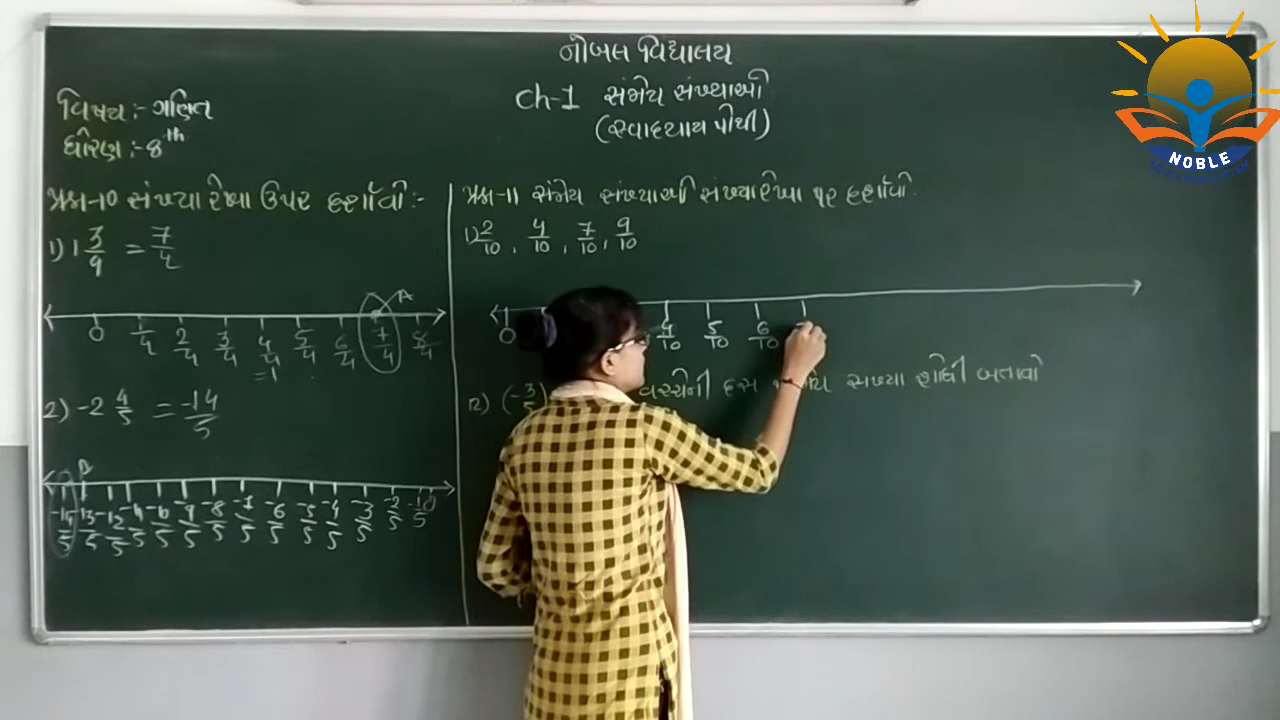 નોબલ વિદ્યાલય
Ch-1 સંમેય સંખ્યાઓ
(સ્વાધ્યાય પોથી)
વિષય:- ગણિત
ધોરણ:- 8th
પ્રશ્ન-10 સંખ્યા રેખા ઉપર દર્શાવો:-
1) 1 3/4 = 7/4
0 1/4 2/4 3/4 4/4 5/4 6/4 7/4 8/4
=1
2) -2 4/5 = -14/5
-14/5 -13/5 -12/5 -11/5 -10/5 -9/5 -8/5 -7/5 -6/5 -5/5 -4/5 -3/5 -2/5 -1/5 0
પ્રશ્ન-11 સંમેય સંખ્યાઓ સંખ્યારેખા પર દર્શાવો.
1) 2/10, 4/10, 7/10, 9/10
0 4/10 5/10 6/10
12) (-3/5) વચ્ચેની દસ સંખ્યા શોધી બતાવો
NOBLE